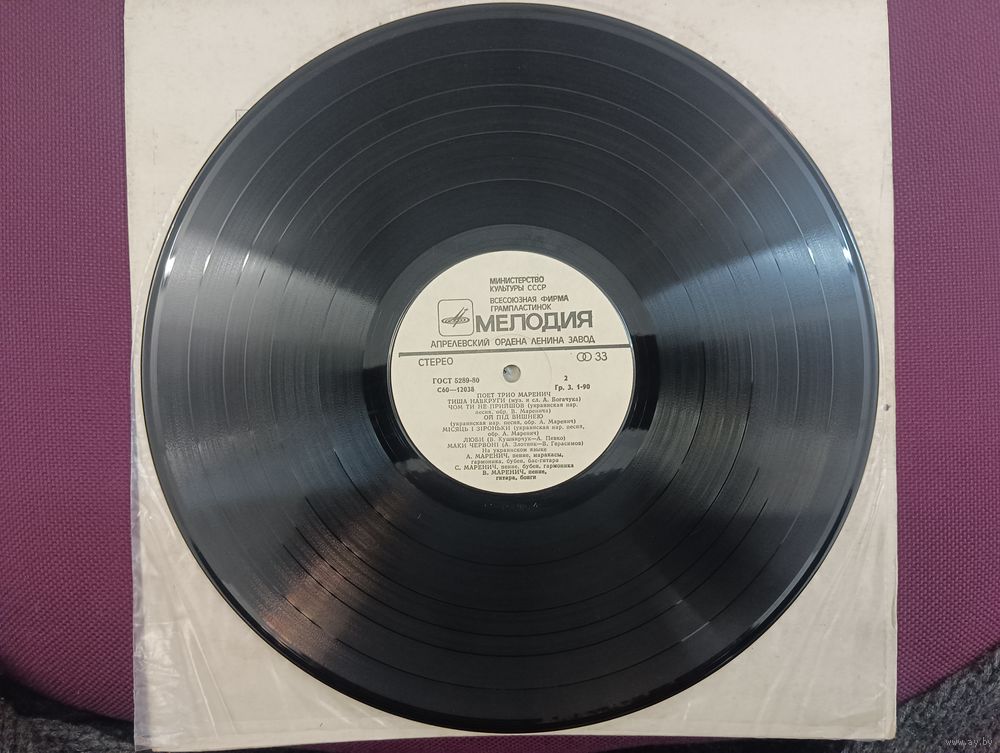 МИНИСТЕРСТВО
КУЛЬТУРЫ СССР
ВСЕСОЮЗНАЯ ФИРМА
ГРАМПЛАСТИНОК
МЕЛОДИЯ
АПРЕЛЕВСКИЙ ОРДЕНА ЛЕНИНА ЗАВОД
СТЕРЕО 33
ГОСТ 5289-80 2
С60—12038 Гр. 3. 1-90
ПОЕТ ТРИО МАРЕНИЧ
ТИША НАВКРУГИ (муз. и сл. А. Богачука)
ЧОМ ТИ НЕ ПРИЙШОВ (украинская нар.
песня, обр. В. Маренича)
ОЙ ПІД ВИШНЕЮ
(украинская нар. песня, обр. А. Маренич)
МІСЯЦЬ І ЗІРОНЬКИ (украинская нар. песня,
обр. А. Маренич)
ЛЮБИ (В. Кушнирчук—А. Певко)
МАКИ ЧЕРВОНІ (А. Злотник—В. Герасимов)
На украинском языке
А. МАРЕНИЧ, пение, маракасы,
гармоника, бубен, бас-гитара
С. МАРЕНИЧ, пение, бубен, гармоника
В. МАРЕНИЧ, пение,
гитара, бонги
www.ay.by